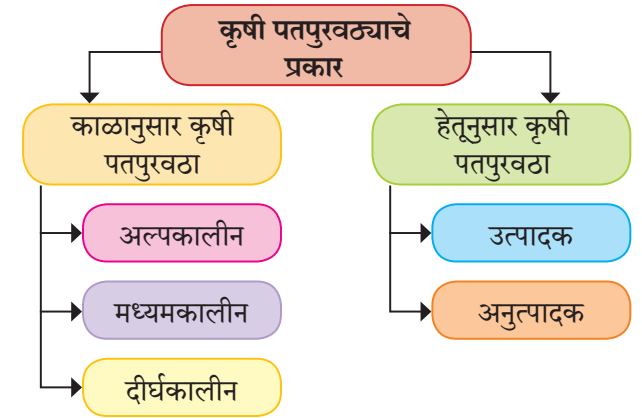 कृषी पतपुरवठ्याचे
प्रकार
काळानुसार कृषी
पतपुरवठा
अल्पकालीन
मध्यमकालीन
दीर्घकालीन
हेतूनुसार कृषी
पतपुरवठा
उत्पादक
अनुत्पादक